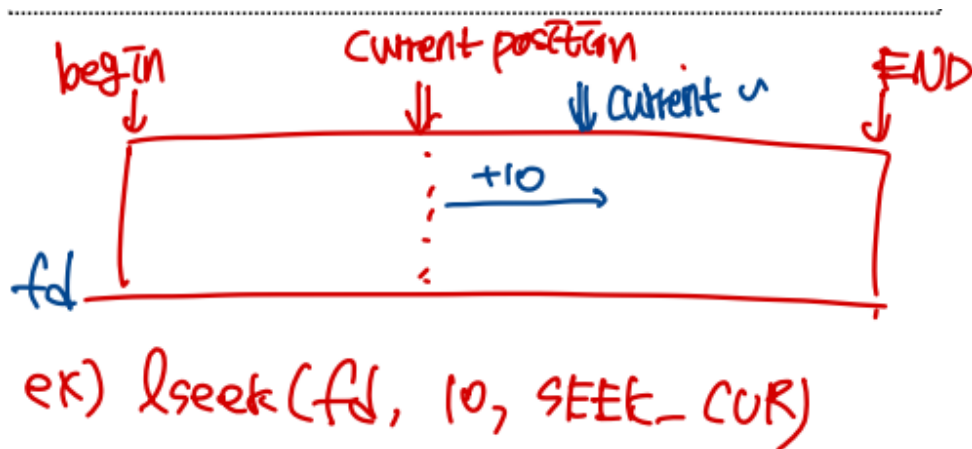 begin current position END
current ~
+10
fd
ex) lseek(fd, 10, SEEK_CUR)